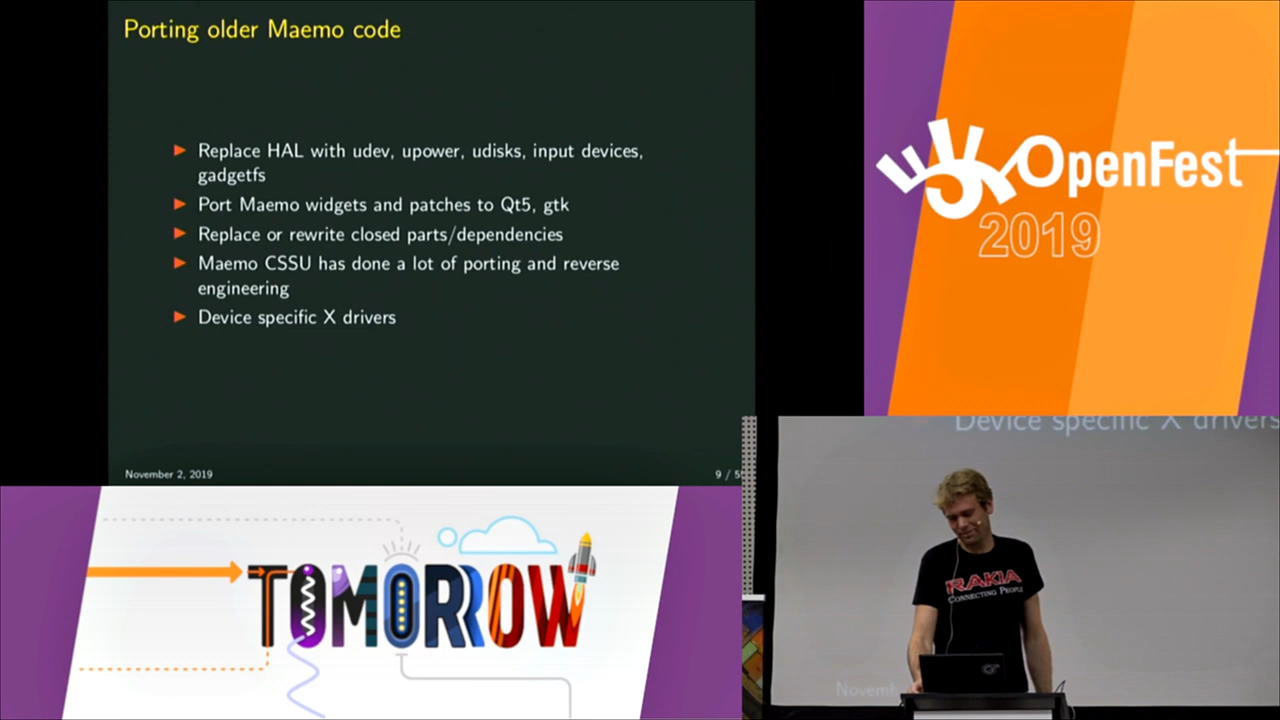 Porting older Maemo code
Replace HAL with udev, upower, udisks, input devices,
gadgetfs
Port Maemo widgets and patches to Qt5, gtk
Replace or rewrite closed parts/dependencies
Maemo CSSU has done a lot of porting and reverse
engineering
Device specific X drivers
November 2, 2019
9 / 5
OpenFest
2019
TOMORROW
Device specific X drivers
RAKIA
CONNECTING PEOPLE
Novemb